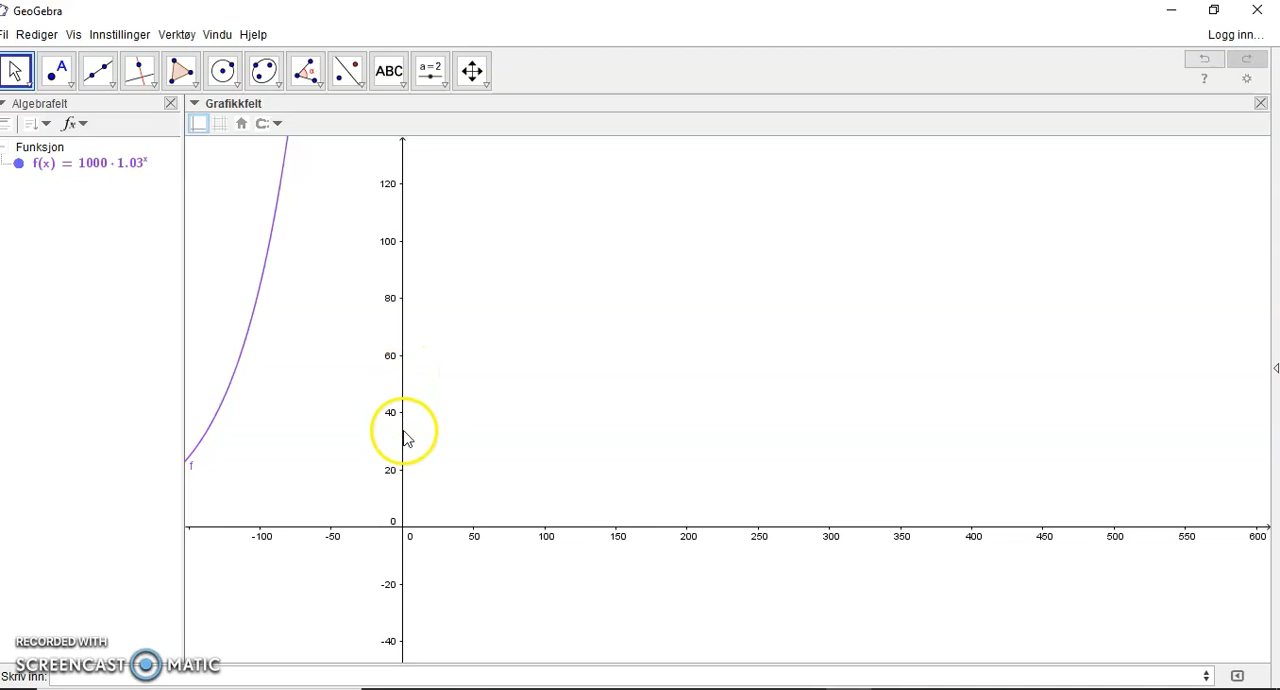 GeoGebra
Fil Rediger Vis Innstillinger Verktøy Vindu Hjelp
Logg inn...
ABC
a=2
Algebrafelt
Grafikkfelt
fx
Funksjon
f(x) = 1000 · 1.03ˣ
120
100
80
60
40
20
0
-20
-40
-100 -50 0 50 100 150 200 250 300 350 400 450 500 550 600
f
RECORDED WITH
SCREENCAST MATIC
Skriv inn: